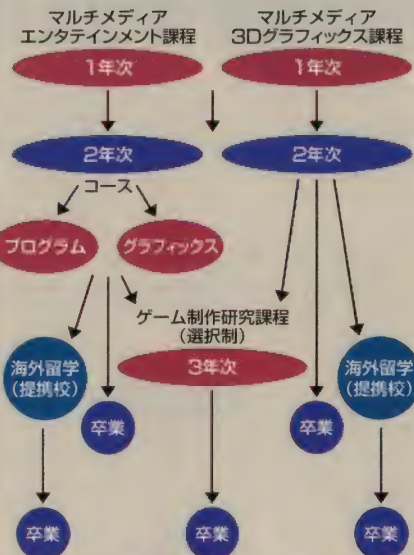 マルチメディア
エンタテインメント課程
マルチメディア
3Dグラフィックス課程
1年次
1年次
2年次
2年次
コース
プログラム
グラフィックス
ゲーム制作研究課程
(選択制)
3年次
海外留学
(提携校)
海外留学
(提携校)
卒業
卒業
卒業
卒業
卒業